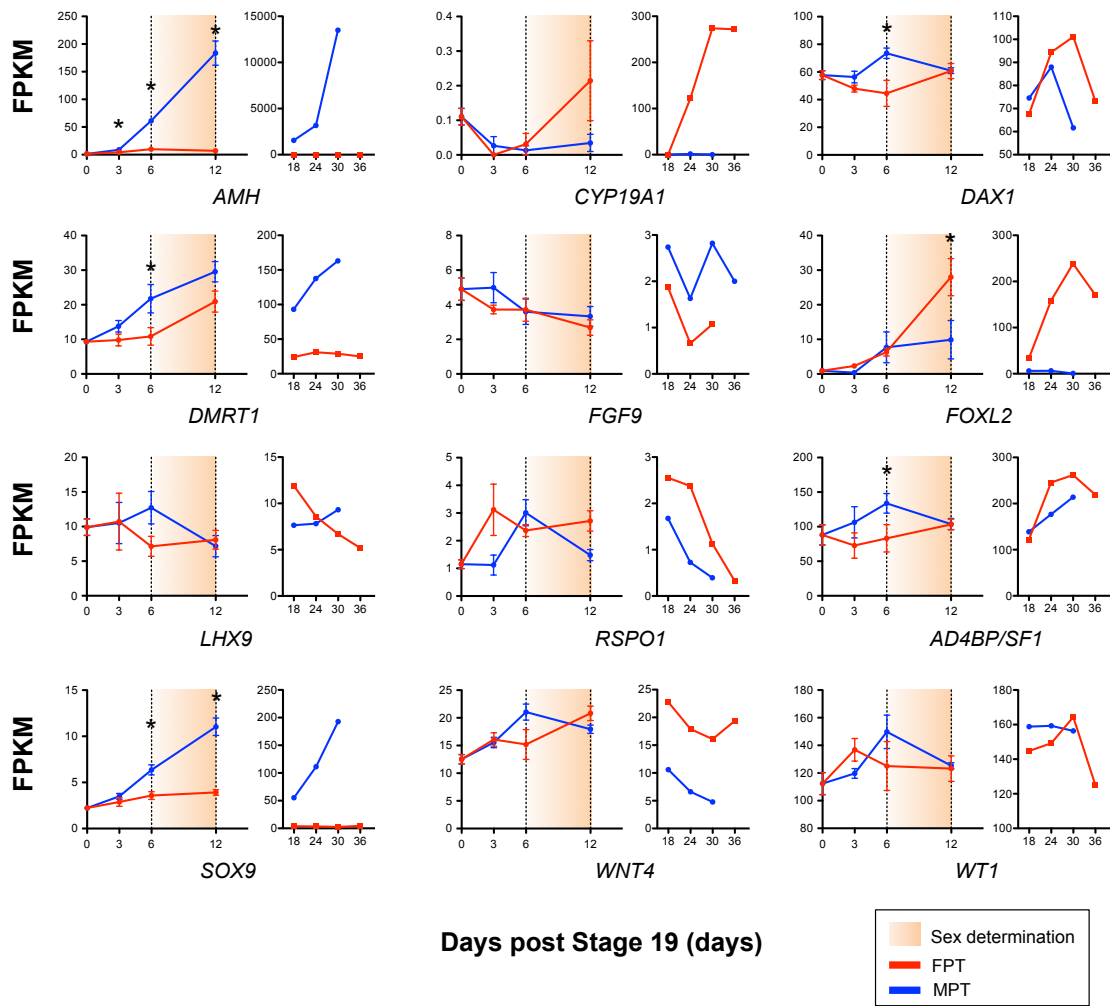 FPKM
250
200
150
100
50
0
0 3 6 12
* * *
15000
10000
5000
0
18 24 30 36
AMH
0.4
0.3
0.2
0.1
0.0
0 3 6 12
300
200
100
0
18 24 30 36
CYP19A1
100
80
60
40
20
0
0 3 6 12
*
110
100
90
80
70
60
50
18 24 30 36
DAX1
FPKM
40
30
20
10
0
0 3 6 12
*
200
150
100
50
0
18 24 30 36
DMRT1
8
6
4
2
0
0 3 6 12
3
2
1
0
18 24 30 36
FGF9
40
30
20
10
0
0 3 6 12
*
300
200
100
0
18 24 30 36
FOXL2
FPKM
20
15
10
5
0
0 3 6 12
15
10
5
0
18 24 30 36
LHX9
5
4
3
2
1
0
0 3 6 12
3
2
1
0
18 24 30 36
RSPO1
200
150
100
50
0
0 3 6 12
*
300
200
100
0
18 24 30 36
AD4BP/SF1
FPKM
15
10
5
0
0 3 6 12
* *
250
200
150
100
50
0
18 24 30 36
SOX9
25
20
15
10
5
0
0 3 6 12
25
20
15
10
5
0
18 24 30 36
WNT4
180
160
140
120
100
80
0 3 6 12
200
180
160
140
120
100
18 24 30 36
WT1
Days post Stage 19 (days)
Sex determination
FPT
MPT